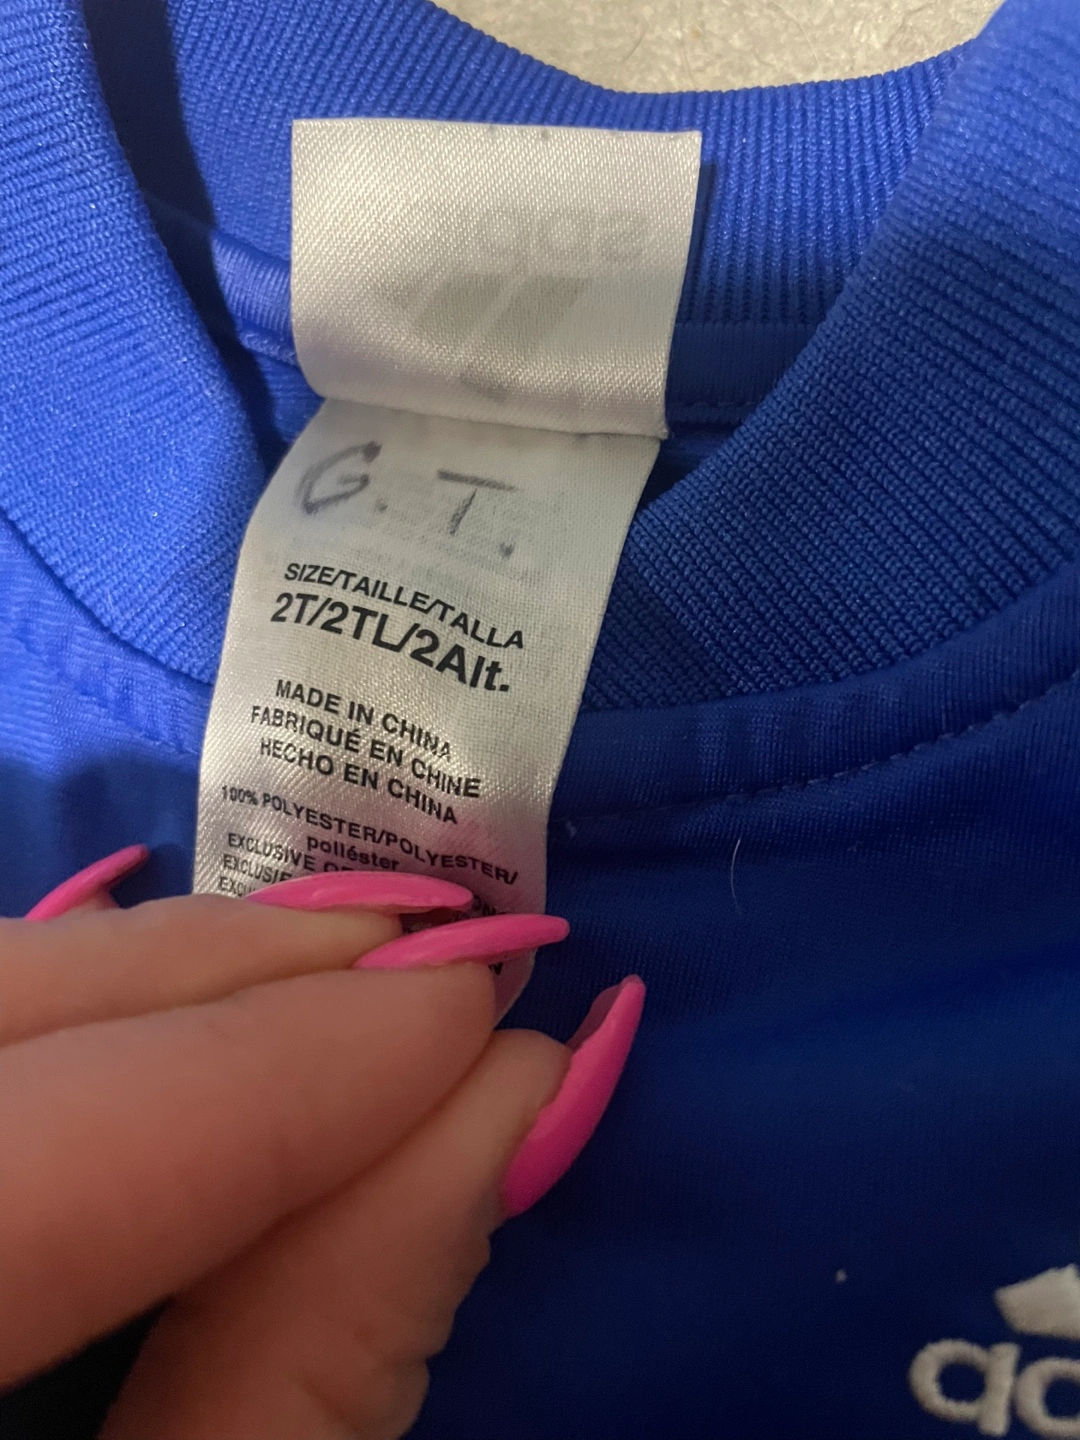 G. T.
SIZE/TAILLE/TALLA
2T/2TL/2Alt.
MADE IN CHINA
FABRIQUÉ EN CHINE
HECHO EN CHINA
100% POLYESTER/POLYESTER/
poliéster
EXCLUSIVE